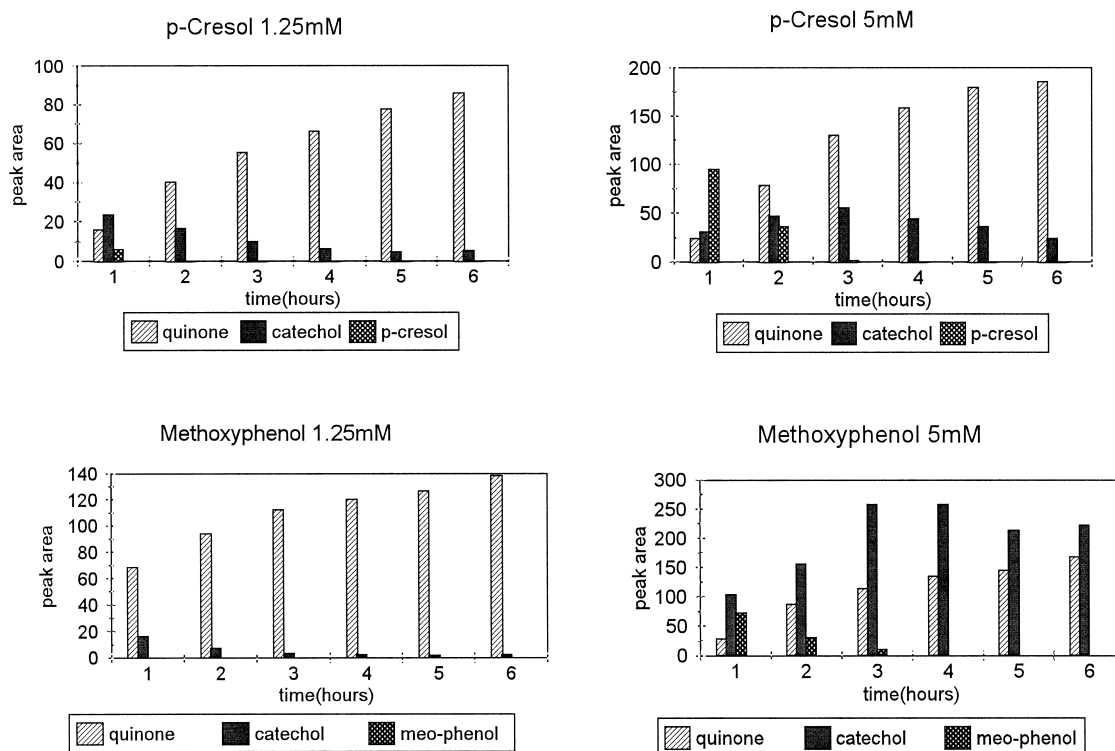 p-Cresol 1.25mM
peak area
100
80
60
40
20
0
1 2 3 4 5 6
time(hours)
quinone catechol p-cresol
p-Cresol 5mM
peak area
200
150
100
50
0
1 2 3 4 5 6
time(hours)
quinone catechol p-cresol
Methoxyphenol 1.25mM
peak area
140
120
100
80
60
40
20
0
1 2 3 4 5 6
time(hours)
quinone catechol meo-phenol
Methoxyphenol 5mM
peak area
300
250
200
150
100
50
0
1 2 3 4 5 6
time(hours)
quinone catechol meo-phenol